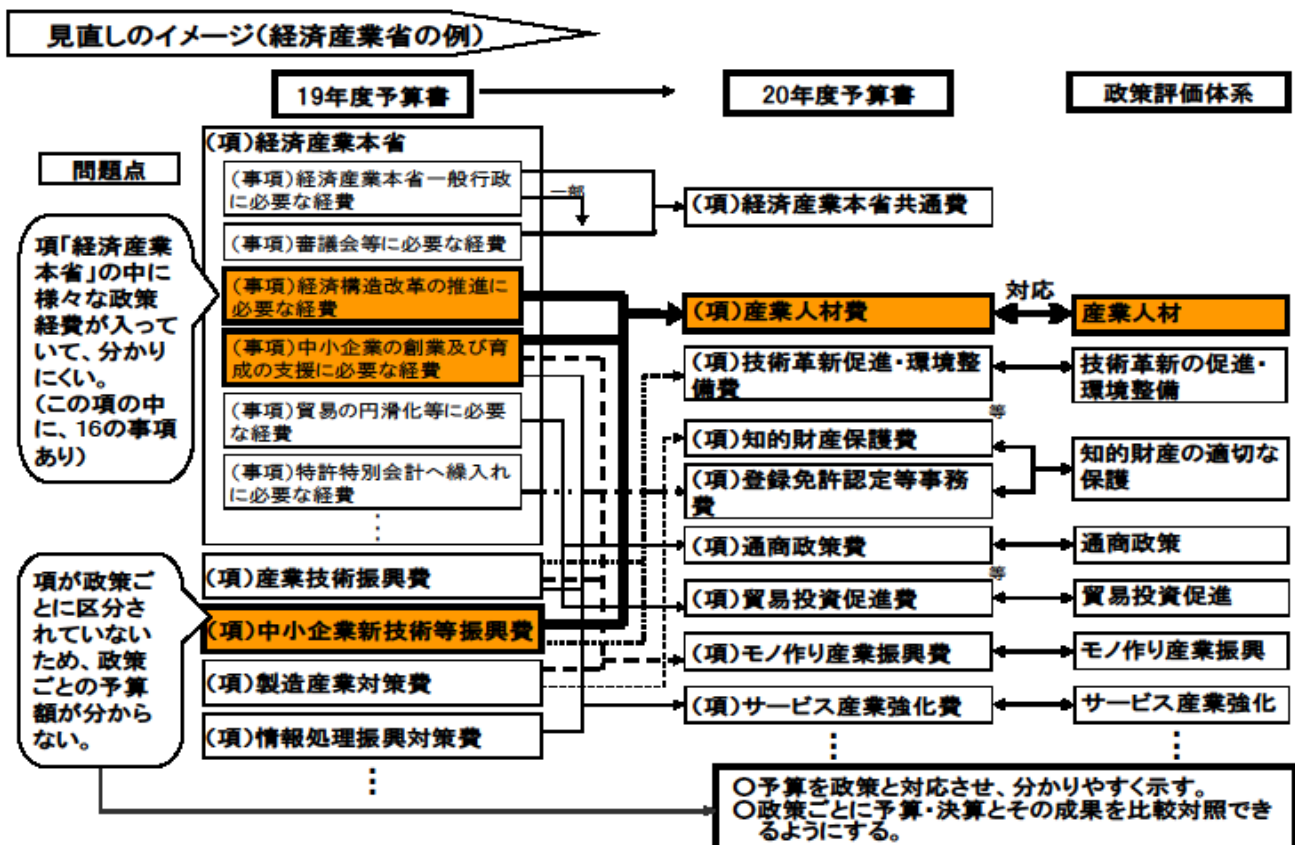 見直しのイメージ(経済産業省の例)
19年度予算書
20年度予算書
政策評価体系
問題点
項「経済産業
本省」の中に
様々な政策
経費が入って
いて、分かり
にくい。
(この項の中
に、16の事項
あり)
項が政策ご
とに区分さ
れていない
ため、政策
ごとの予算
額が分から
ない。
(項)経済産業本省
(事項)経済産業本省一般行政
に必要な経費
一部
(事項)審議会等に必要な経費
(事項)経済構造改革の推進に
必要な経費
(事項)中小企業の創業及び育
成の支援に必要な経費
(事項)貿易の円滑化等に必要
な経費
(事項)特許特別会計へ繰入れ
に必要な経費
⋮
(項)産業技術振興費
(項)中小企業新技術等振興費
(項)製造産業対策費
(項)情報処理振興対策費
⋮
(項)経済産業本省共通費
(項)産業人材費
対応
産業人材
(項)技術革新促進・環境整
備費
技術革新の促進・
環境整備
等
(項)知的財産保護費
(項)登録免許認定等事務
費
知的財産の適切な
保護
(項)通商政策費
通商政策
等
(項)貿易投資促進費
貿易投資促進
(項)モノ作り産業振興費
モノ作り産業振興
(項)サービス産業強化費
サービス産業強化
⋮
⋮
○予算を政策と対応させ、分かりやすく示す。
○政策ごとに予算・決算とその成果を比較対照でき
るようにする。